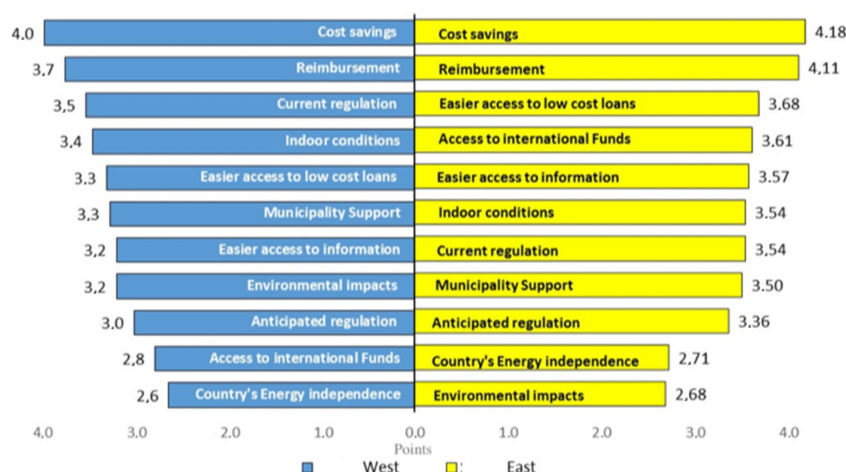 4.0 Cost savings Cost savings 4.18
3,7 Reimbursement Reimbursement 4,11
3,5 Current regulation Easier access to low cost loans 3,68
3,4 Indoor conditions Access to international Funds 3,61
3.3 Easier access to low cost loans Easier access to information 3.57
3,3 Municipality Support Indoor conditions 3,54
3,2 Easier access to information Current regulation 3,54
3,2 Environmental impacts Municipality Support 3.50
3.0 Anticipated regulation Anticipated regulation 3.36
2,8 Access to international Funds Country's Energy independence 2,71
2,6 Country's Energy independence Environmental impacts 2,68
4,0 3.0 2.0 1.0 0.0 1.0 2.0 3.0 4.0
Points
West : East